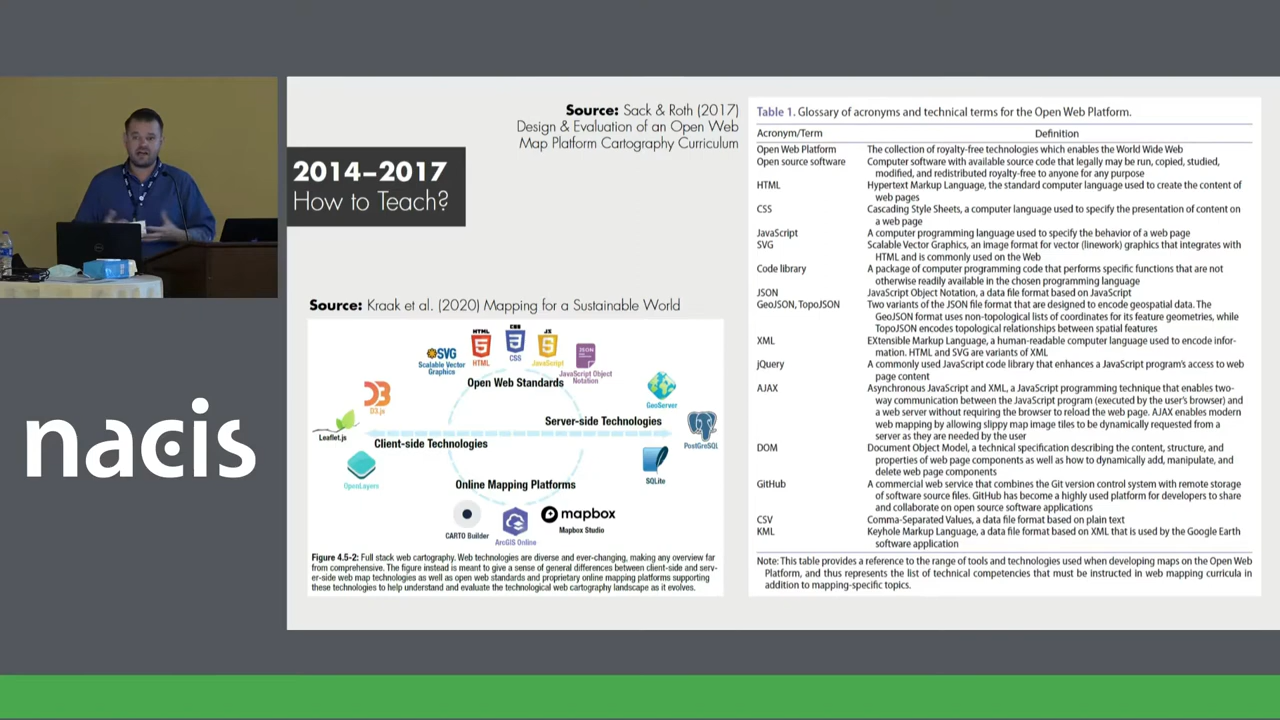 nacis
2014–2017
How to Teach?
Source: Sack & Roth (2017)
Design & Evaluation of an Open Web
Map Platform Cartography Curriculum
Source: Kraak et al. (2020) Mapping for a Sustainable World
SVG
Scalable Vector
Graphics
HTML
HTML
CSS
CSS
JS
JavaScript
JSON
JavaScript Object
Notation
Open Web Standards
D3
D3.js
Leaflet.js
OpenLayers
Client-side Technologies
Server-side Technologies
GeoServer
PostGreSQL
SQLite
Online Mapping Platforms
CARTO Builder
ArcGIS Online
mapbox
Mapbox Studio
Figure 4.5-2: Full stack web cartography. Web technologies are diverse and ever-changing, making any overview far
from comprehensive. The figure instead is meant to give a sense of general differences between client-side and serv-
er-side web map technologies as well as open web standards and proprietary online mapping platforms supporting
these technologies to help understand and evaluate the technological web cartography landscape as it evolves.
Table 1. Glossary of acronyms and technical terms for the Open Web Platform.
Acronym/Term Definition
Open Web Platform The collection of royalty-free technologies which enables the World Wide Web
Open source software Computer software with available source code that legally may be run, copied, studied,
modified, and redistributed royalty-free to anyone for any purpose
HTML Hypertext Markup Language, the standard computer language used to create the content of
web pages
CSS Cascading Style Sheets, a computer language used to specify the presentation of content on
a web page
JavaScript A computer programming language used to specify the behavior of a web page
SVG Scalable Vector Graphics, an image format for vector (linework) graphics that integrates with
HTML and is commonly used on the Web
Code library A package of computer programming code that performs specific functions that are not
otherwise readily available in the chosen programming language
JSON JavaScript Object Notation, a data file format based on JavaScript
GeoJSON, TopoJSON Two variants of the JSON file format that are designed to encode geospatial data. The
GeoJSON format uses non-topological lists of coordinates for its feature geometries, while
TopoJSON encodes topological relationships between spatial features
XML EXtensible Markup Language, a human-readable computer language used to encode infor-
mation. HTML and SVG are variants of XML
jQuery A commonly used JavaScript code library that enhances a JavaScript program's access to web
page content
AJAX Asynchronous JavaScript and XML, a JavaScript programming technique that enables two-
way communication between the JavaScript program (executed by the user's browser) and
a web server without requiring the browser to reload the web page. AJAX enables modern
web mapping by allowing slippy map image tiles to be dynamically requested from a
server as they are needed by the user
DOM Document Object Model, a technical specification describing the content, structure, and
properties of web page components as well as how to dynamically add, manipulate, and
delete web page components
GitHub A commercial web service that combines the Git version control system with remote storage
of software source files. GitHub has become a highly used platform for developers to share
and collaborate on open source software applications
CSV Comma-Separated Values, a data file format based on plain text
KML Keyhole Markup Language, a data file format based on XML that is used by the Google Earth
software application
Note: This table provides a reference to the range of tools and technologies used when developing maps on the Open Web
Platform, and thus represents the list of technical competencies that must be instructed in web mapping curricula in
addition to mapping-specific topics.